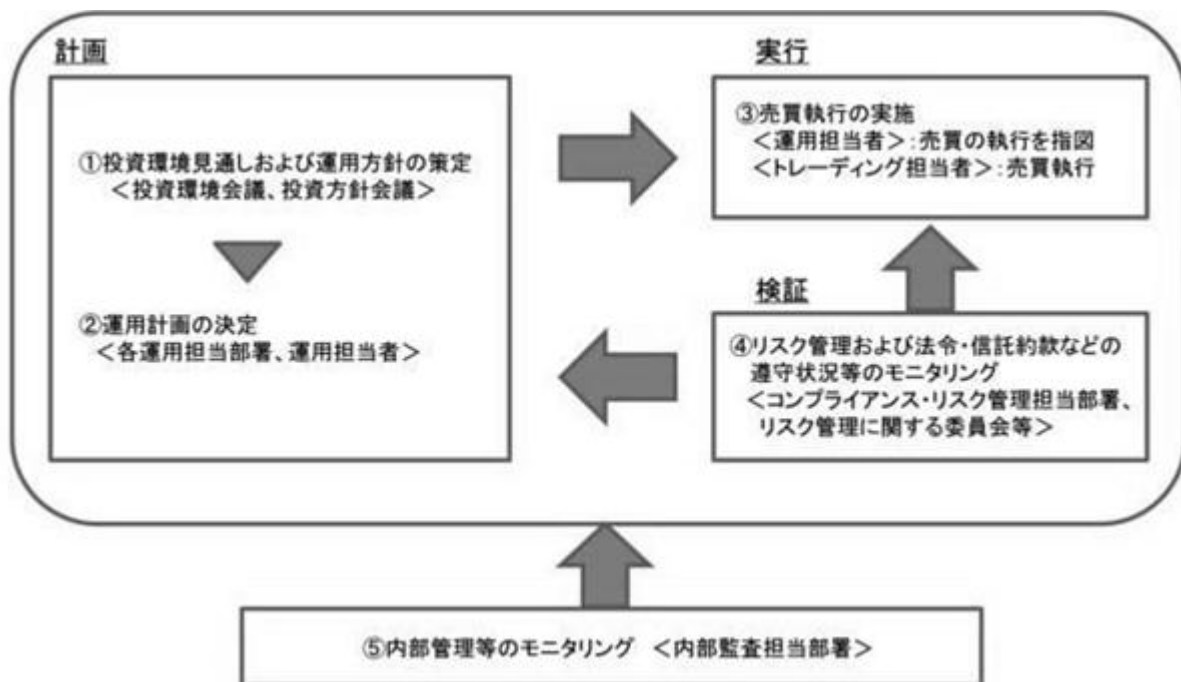 計画
①投資環境見通しおよび運用方針の策定
＜投資環境会議、投資方針会議＞
②運用計画の決定
＜各運用担当部署、運用担当者＞
実行
③売買執行の実施
＜運用担当者＞：売買の執行を指図
＜トレーディング担当者＞：売買執行
検証
④リスク管理および法令・信託約款などの
遵守状況等のモニタリング
＜コンプライアンス・リスク管理担当部署、
リスク管理に関する委員会等＞
⑤内部管理等のモニタリング ＜内部監査担当部署＞